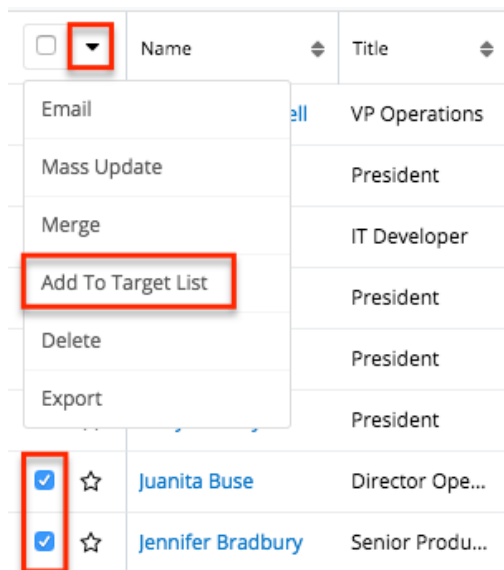 Name Title
Email ell VP Operations
Mass Update President
Merge IT Developer
Add To Target List President
Delete President
Export President
Juanita Buse Director Ope...
Jennifer Bradbury Senior Produ...